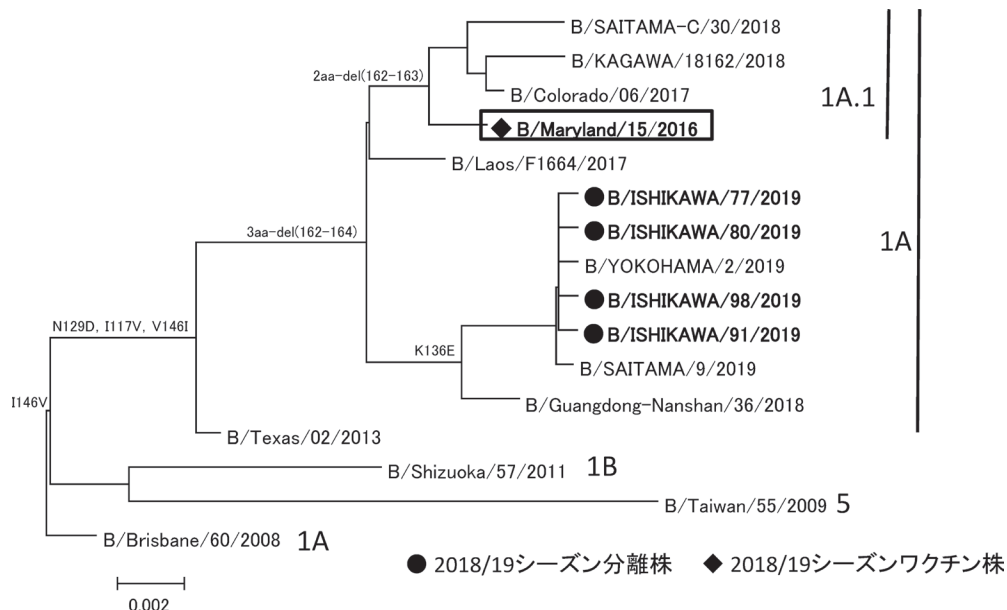 B/SAITAMA-C/30/2018
B/KAGAWA/18162/2018
2aa-del(162-163)
B/Colorado/06/2017
1A.1
B/Maryland/15/2016
B/Laos/F1664/2017
B/ISHIKAWA/77/2019
3aa-del(162-164)
B/ISHIKAWA/80/2019
1A
B/YOKOHAMA/2/2019
B/ISHIKAWA/98/2019
N129D, I117V, V146I
B/ISHIKAWA/91/2019
K136E
B/SAITAMA/9/2019
I146V
B/Guangdong-Nanshan/36/2018
B/Texas/02/2013
B/Shizuoka/57/2011 1B
B/Taiwan/55/2009 5
B/Brisbane/60/2008 1A
● 2018/19シーズン分離株 ◆ 2018/19シーズンワクチン株
0.002